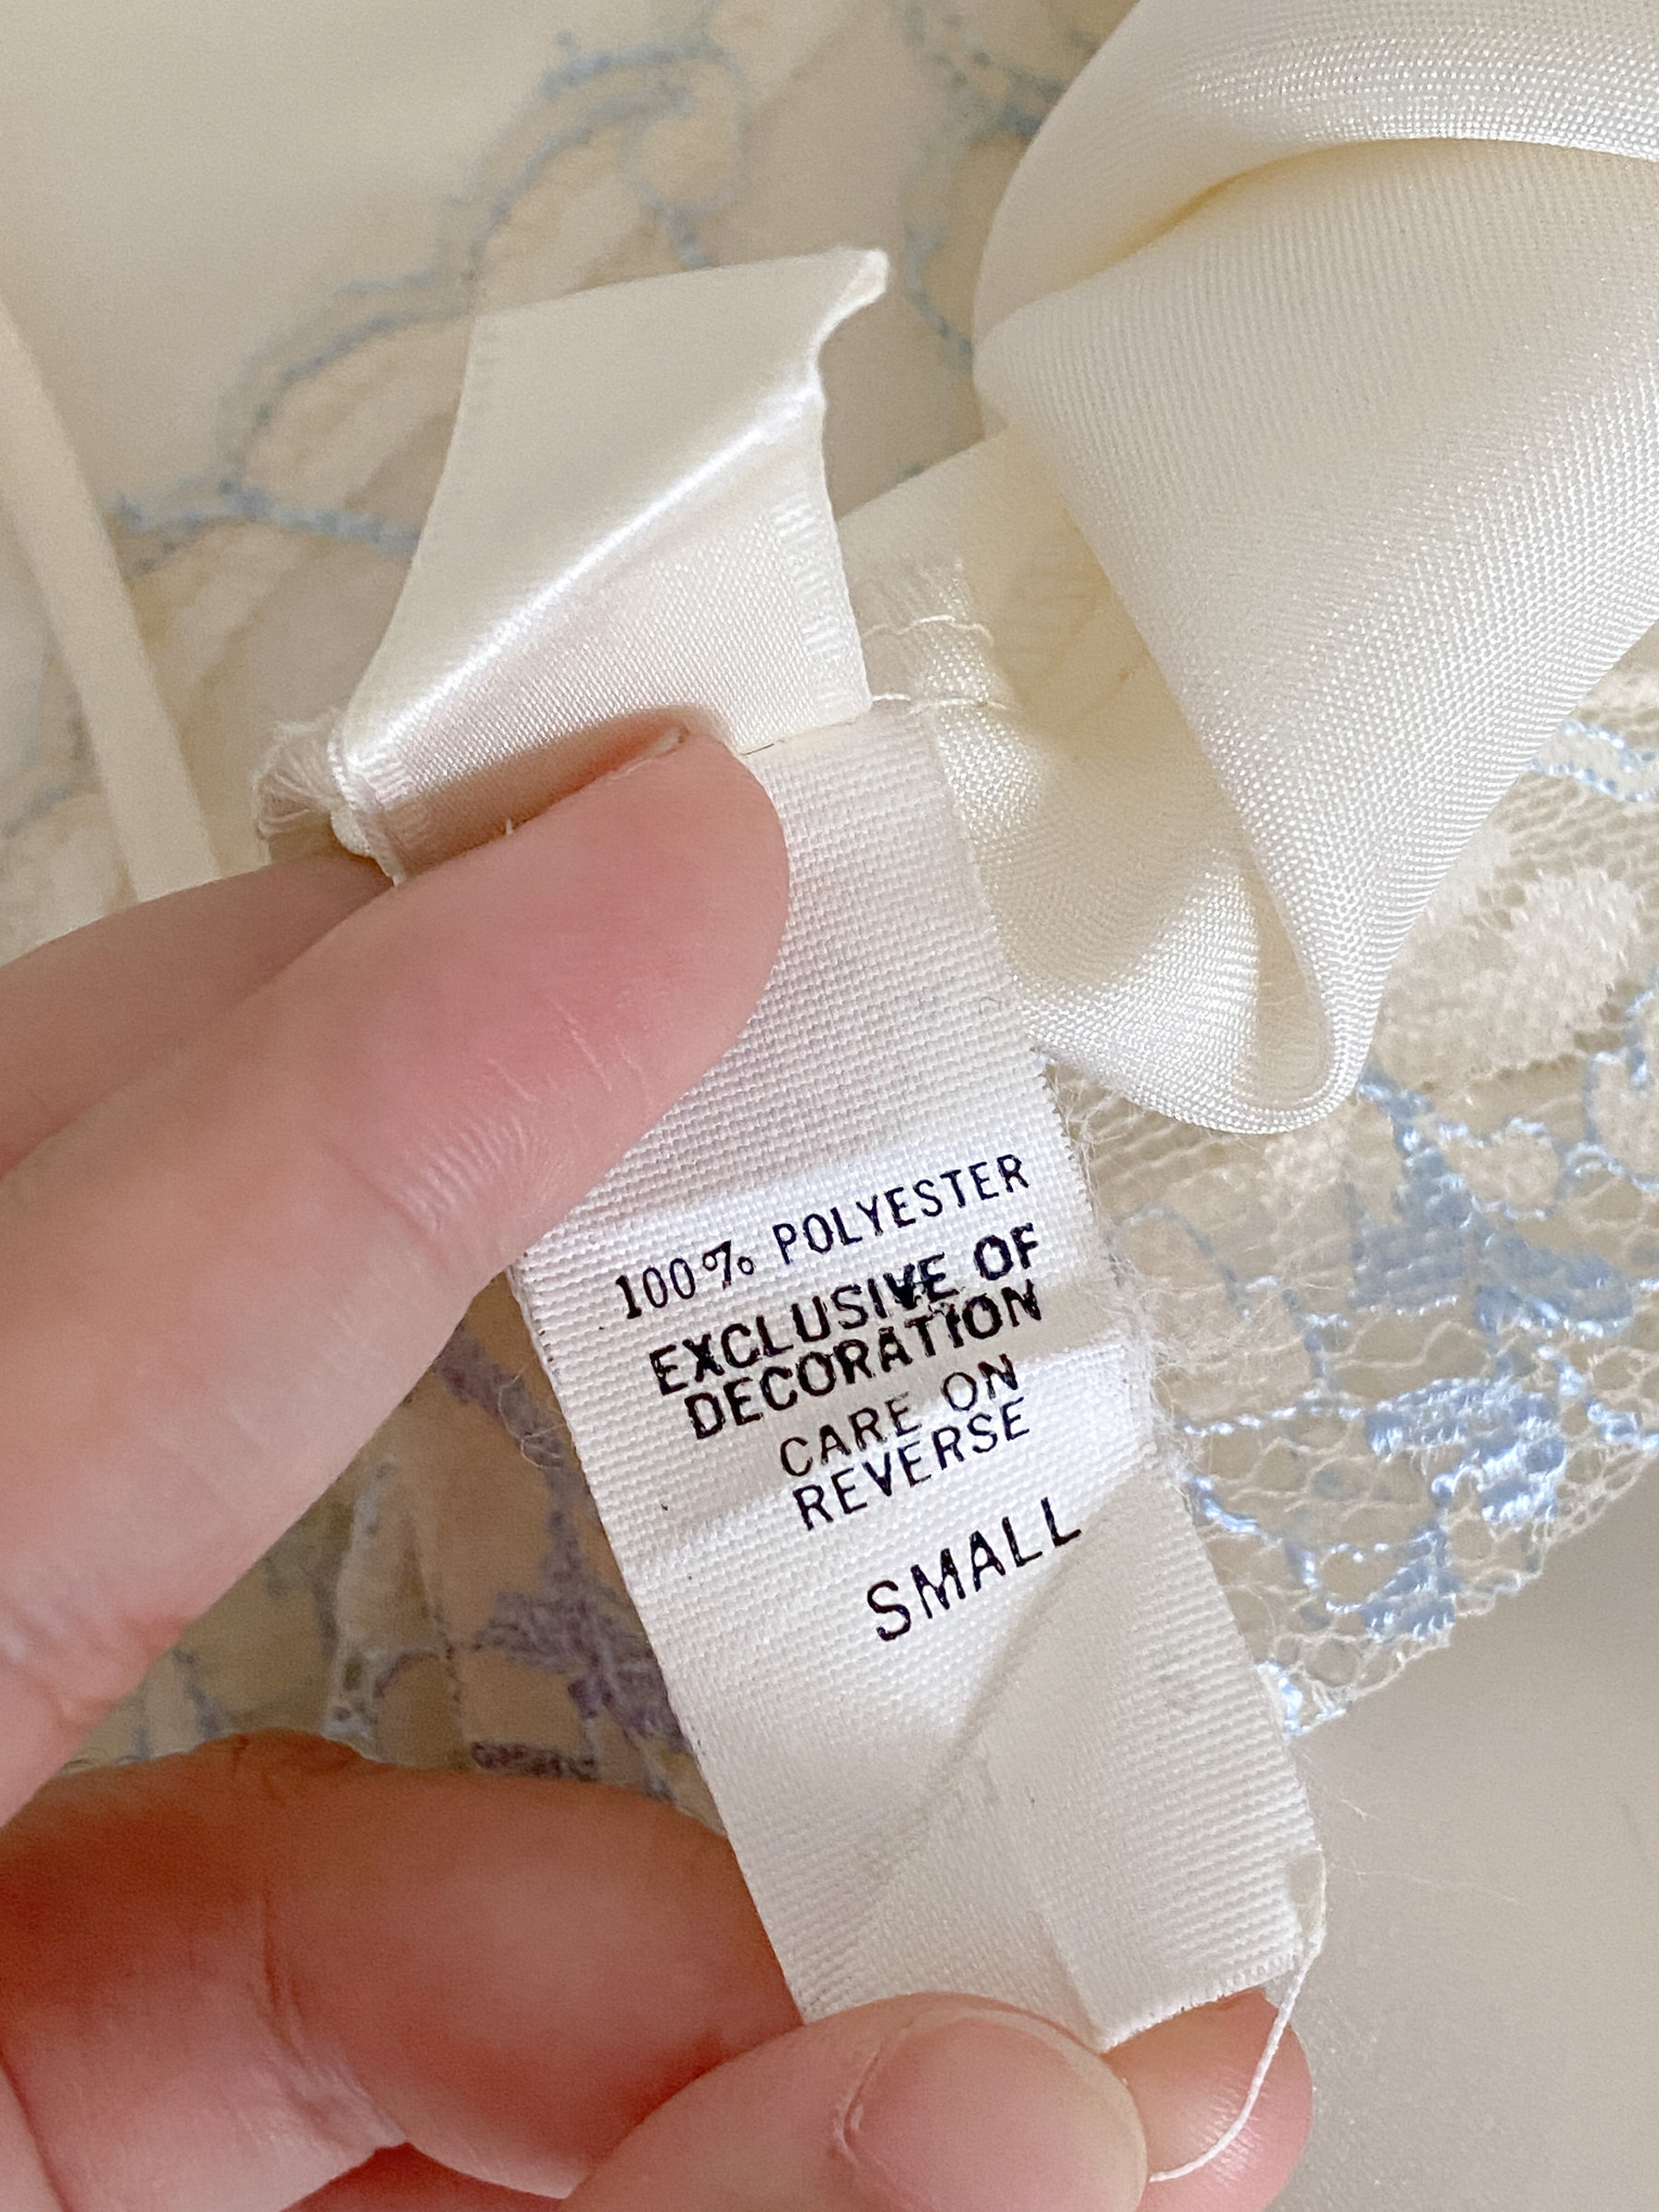 100% POLYESTER
EXCLUSIVE OF
DECORATION
CARE ON
REVERSE
SMALL